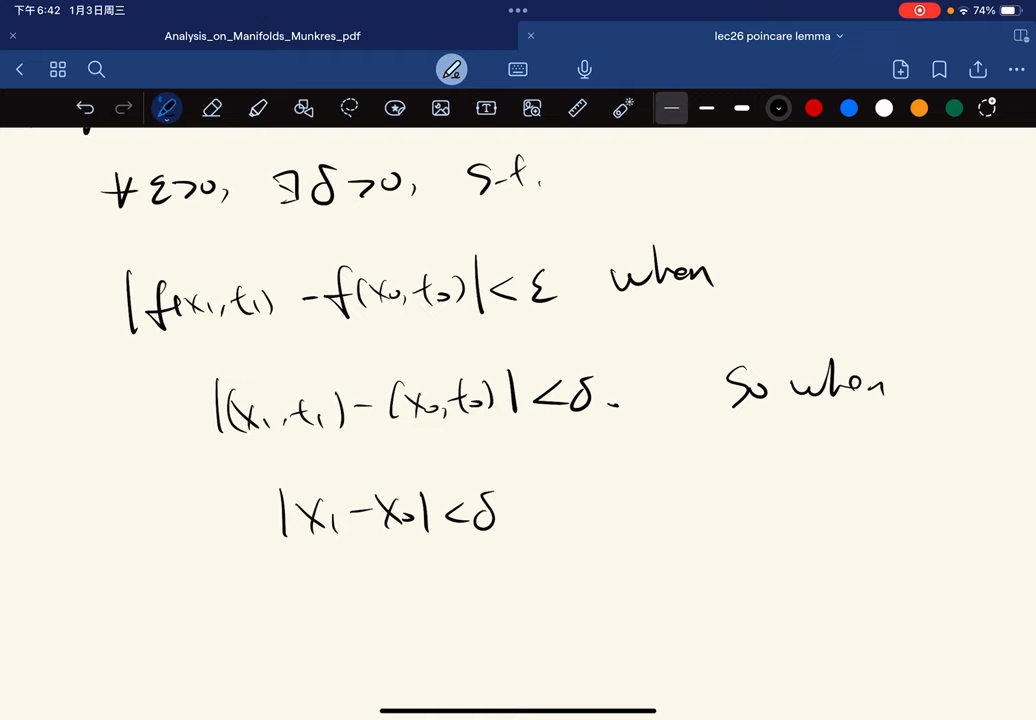 下午6:42 1月3日周三
74%
Analysis_on_Manifolds_Munkres_pdf
lec26 poincare lemma
∀ ε>0, ∃ δ>0, s.t.
|f(x₁,t₁) - f(x₀,t₀)| < ε when
|(x₁,t₁) - (x₀,t₀)| < δ. So when
|x₁ - x₀| < δ